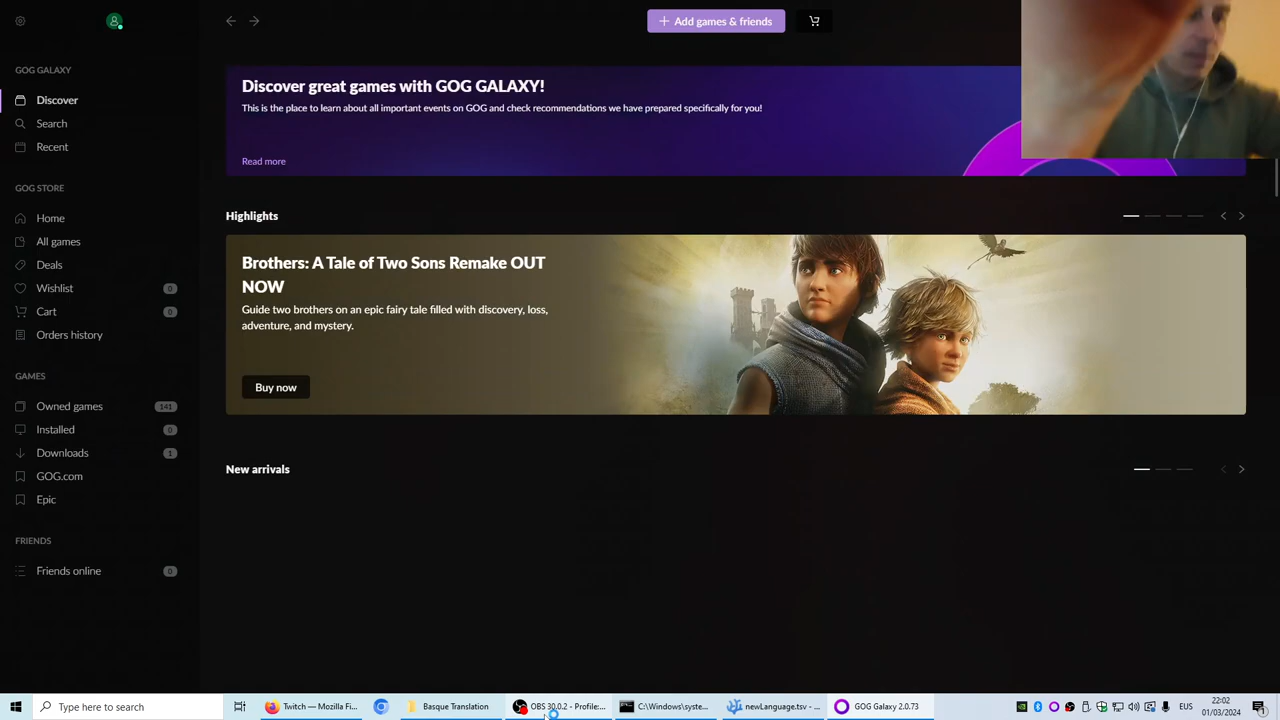 Add games & friends
GOG GALAXY
Discover
Search
Recent
GOG STORE
Home
All games
Deals
Wishlist 0
Cart 0
Orders history
GAMES
Owned games 141
Installed 0
Downloads 1
GOG.com
Epic
FRIENDS
Friends online 0
Discover great games with GOG GALAXY!
This is the place to learn about all important events on GOG and check recommendations we have prepared specifically for you!
Read more
Highlights
Brothers: A Tale of Two Sons Remake OUT
NOW
Guide two brothers on an epic fairy tale filled with discovery, loss,
adventure, and mystery.
Buy now
New arrivals
Type here to search
Twitch — Mozilla Fi...
Basque Translation
OBS 30.0.2 - Profile:...
C:\Windows\syste...
newLanguage.tsv - ...
GOG Galaxy 2.0.73
EUS
22:02
01/03/2024